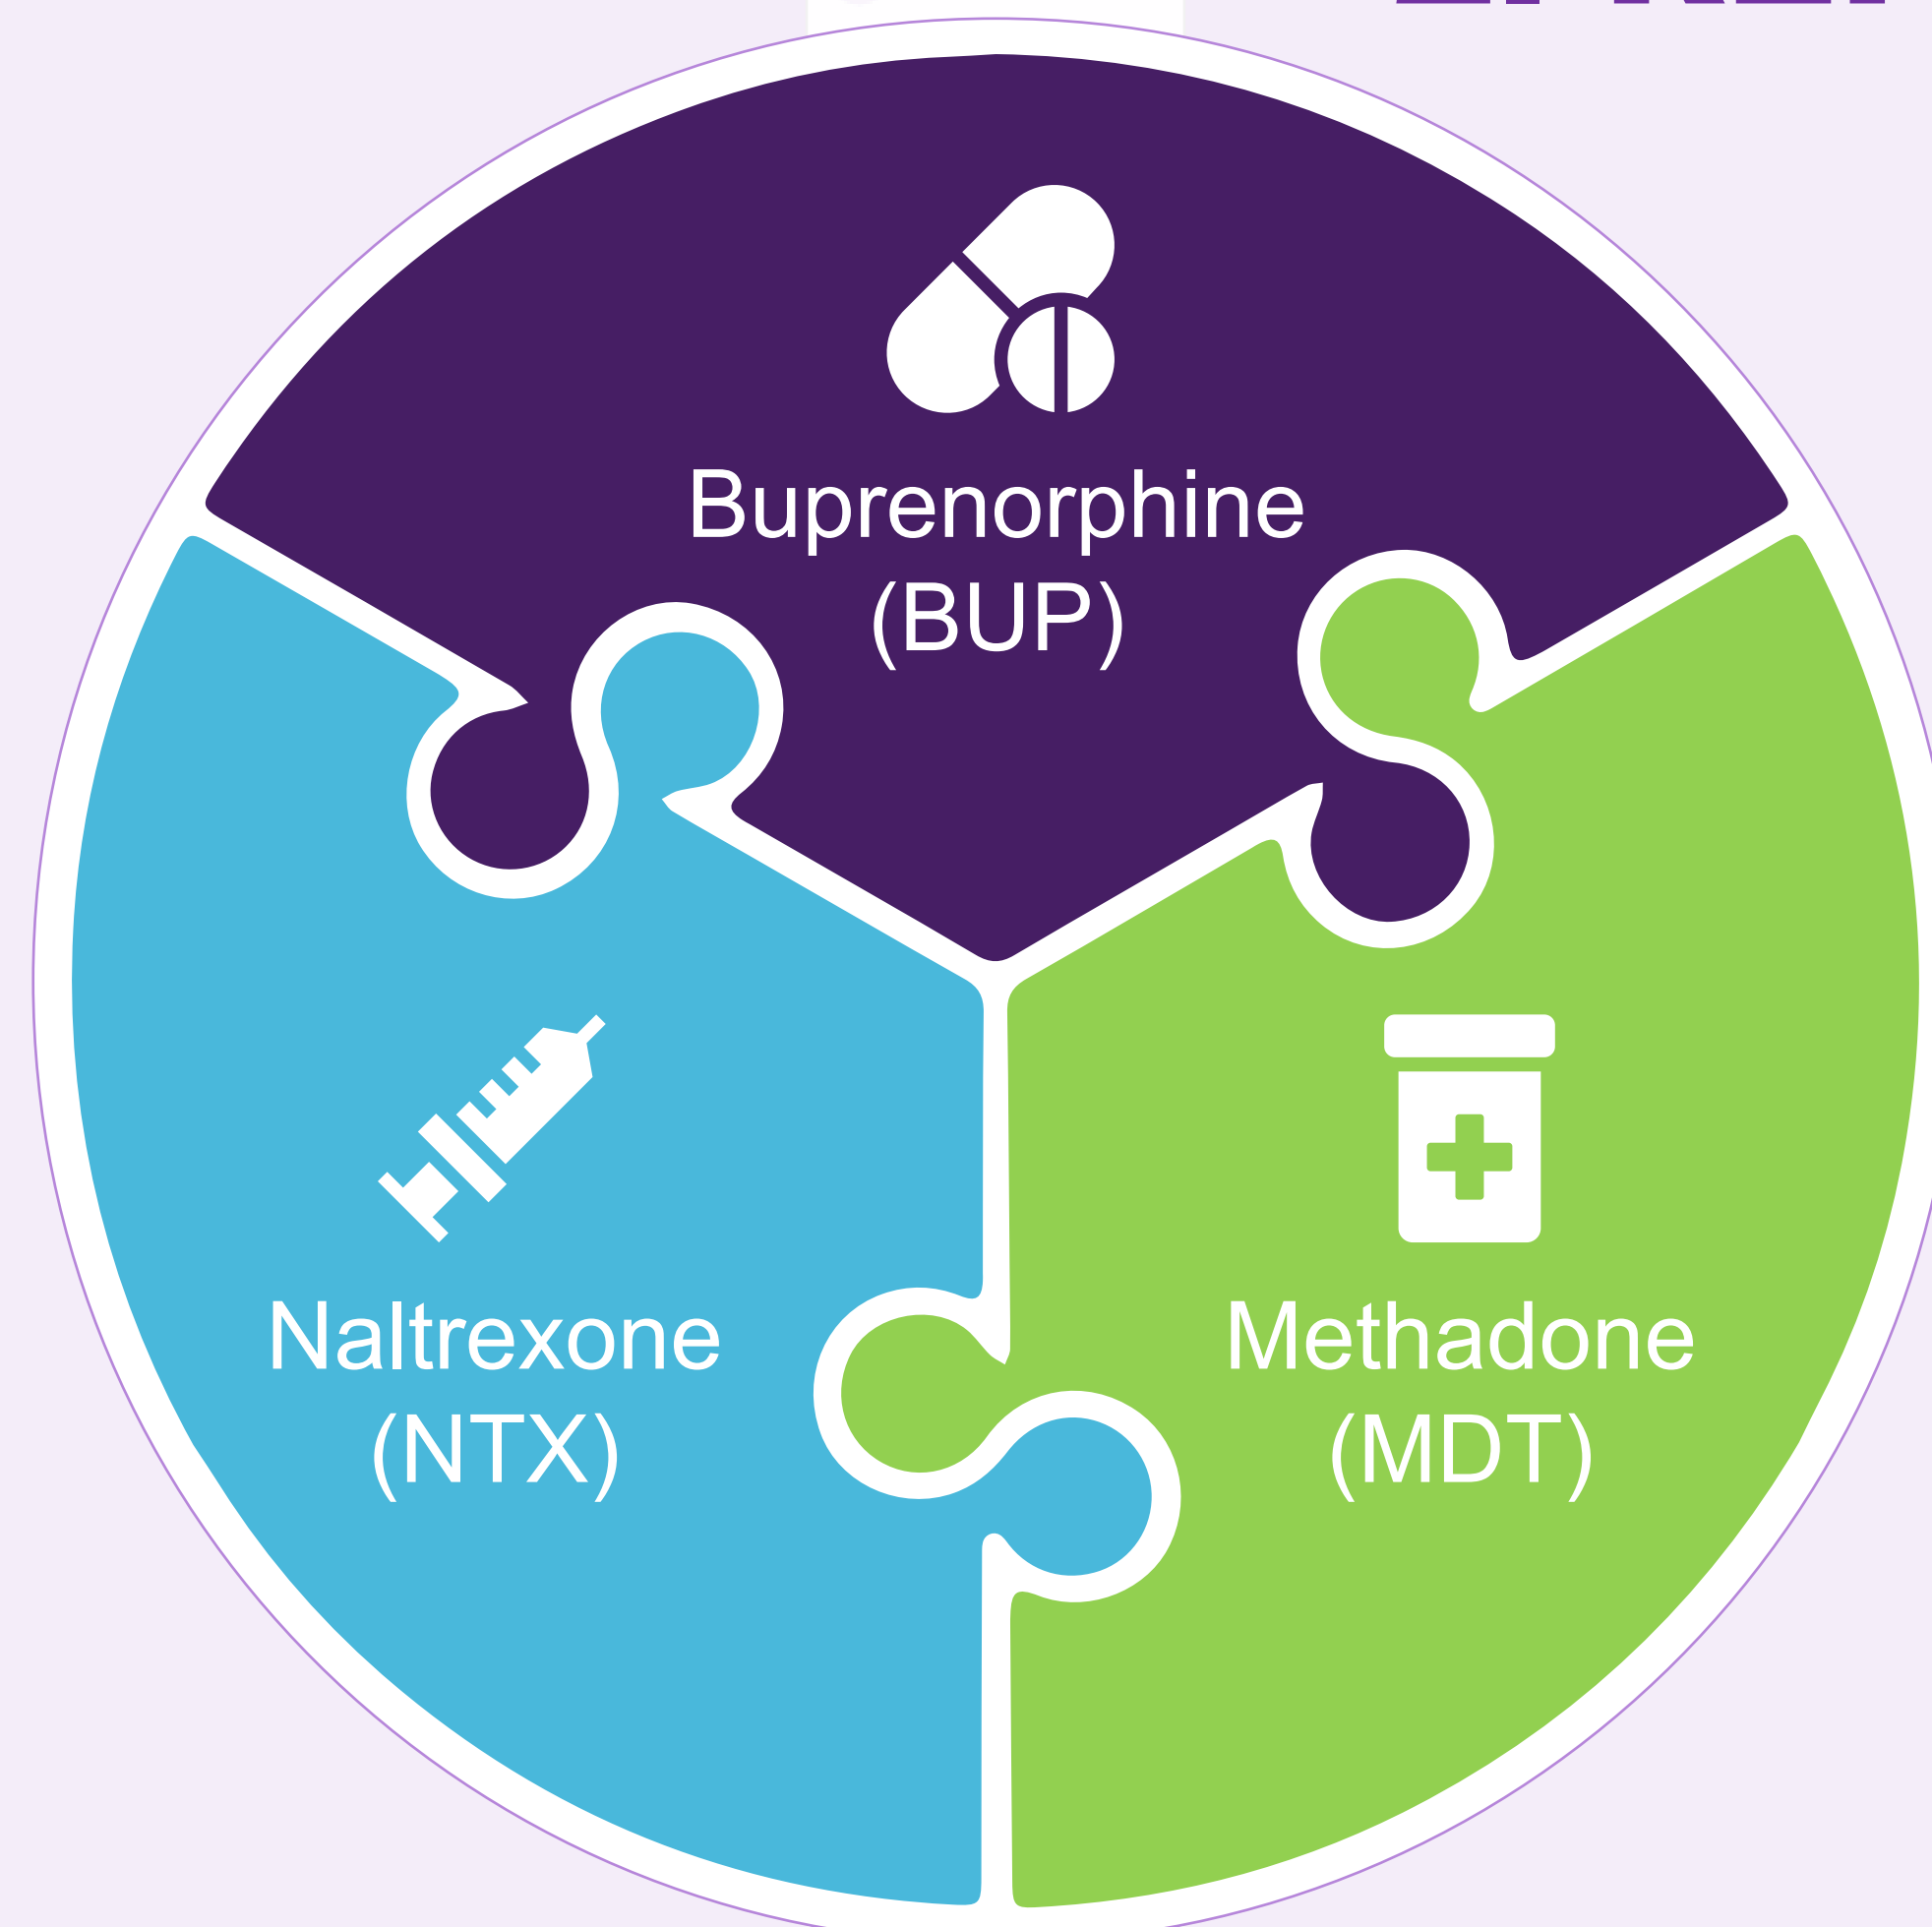 Buprenorphine
(BUP)
Naltrexone
(NTX)
Methadone
(MDT)